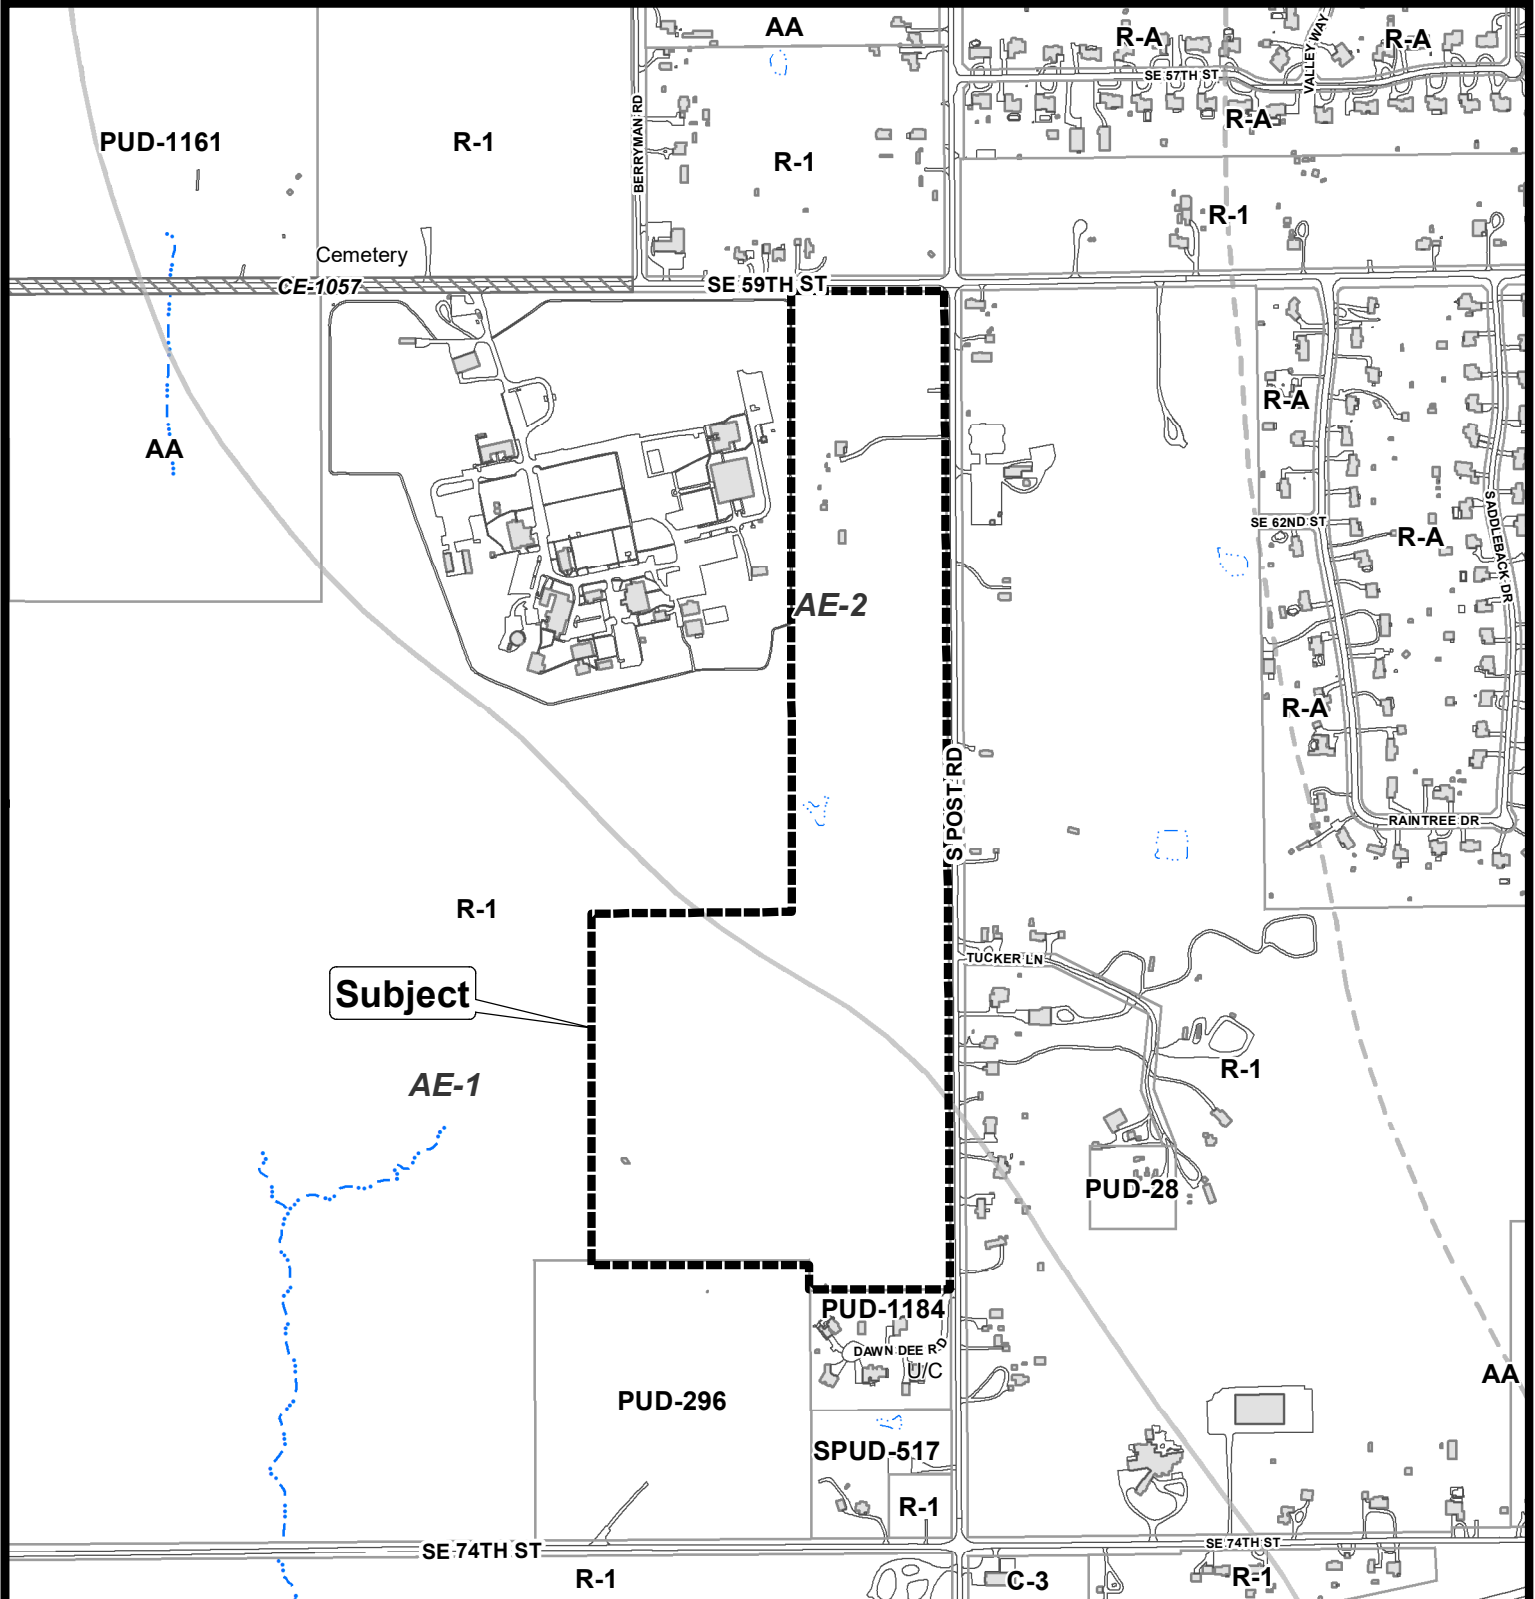 AA
R-A
R-A
VALLEY WAY
SE 57TH ST
R-A
BERRYMAN RD
PUD-1161
R-1
R-1
R-1
Cemetery
CE-1057
SE 59TH ST
R-A
AA
SE 62ND ST
R-A
SADDLEBACK DR
AE-2
R-A
S POST RD
RAINTREE DR
R-1
TUCKER LN
Subject
R-1
AE-1
PUD-28
PUD-1184
DAWN DEE RD
U/C
AA
PUD-296
SPUD-517
R-1
SE 74TH ST
SE 74TH ST
R-1
C-3
R-1